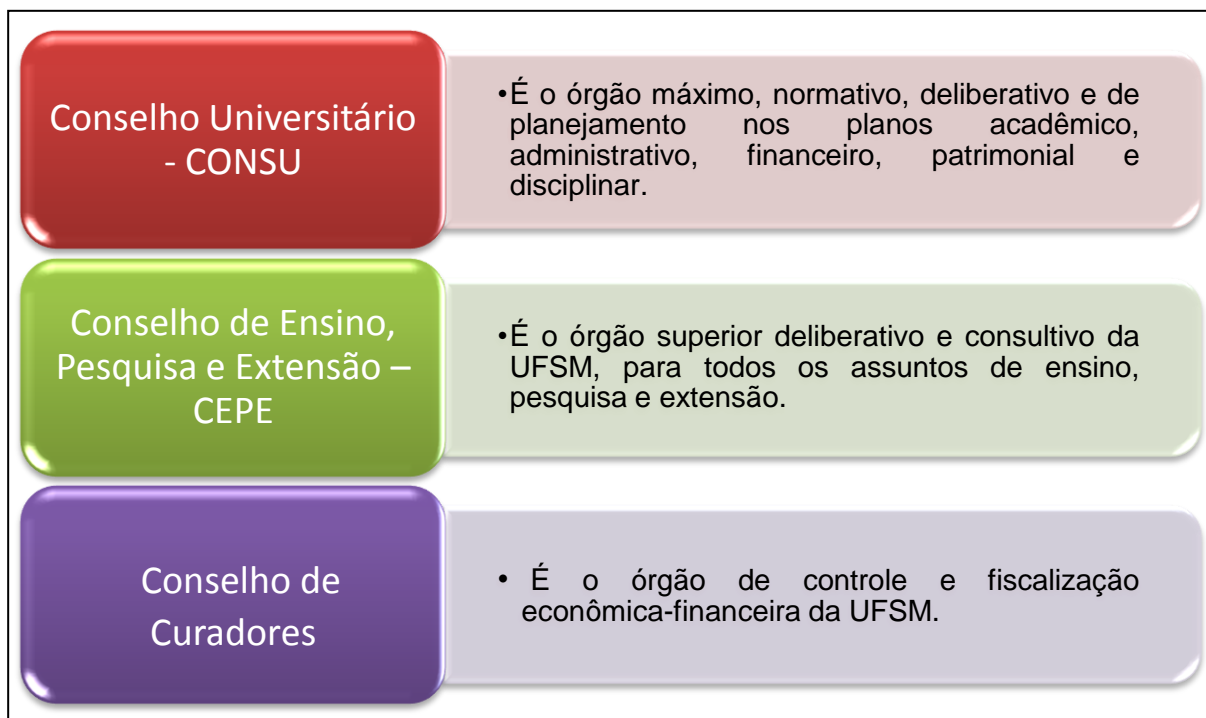 Conselho Universitário
- CONSU
•É o órgão máximo, normativo, deliberativo e de
planejamento nos planos acadêmico,
administrativo, financeiro, patrimonial e
disciplinar.
Conselho de Ensino,
Pesquisa e Extensão –
CEPE
•É o órgão superior deliberativo e consultivo da
UFSM, para todos os assuntos de ensino,
pesquisa e extensão.
Conselho de
Curadores
• É o órgão de controle e fiscalização
econômica-financeira da UFSM.